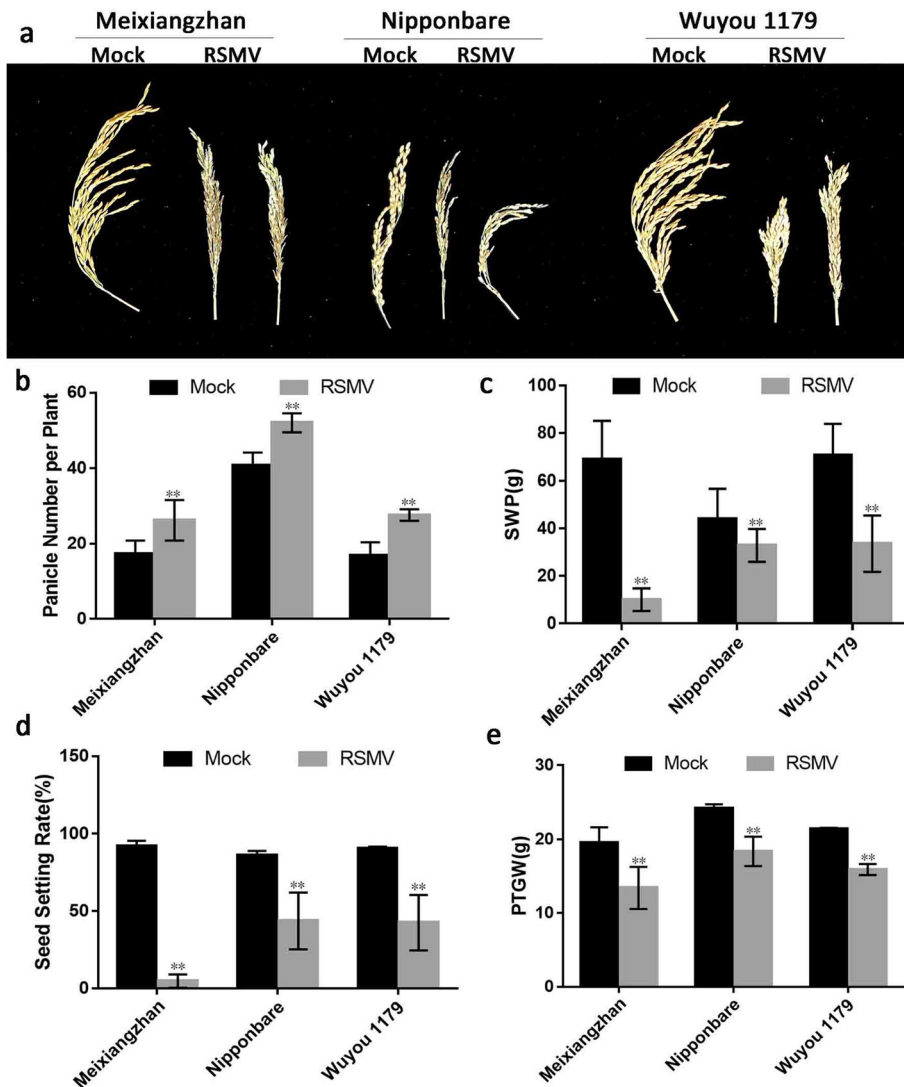 a
Meixiangzhan Nipponbare Wuyou 1179
Mock RSMV Mock RSMV Mock RSMV
b
Mock RSMV
Panicle Number per Plant
60
40
20
0
** ** **
Meixiangzhan
Nipponbare
Wuyou 1179
c
Mock RSMV
SWP(g)
100
80
60
40
20
0
** ** **
Meixiangzhan
Nipponbare
Wuyou 1179
d
Mock RSMV
Seed Setting Rate(%)
150
100
50
0
** ** **
Meixiangzhan
Nipponbare
Wuyou 1179
e
Mock RSMV
PTGW(g)
30
20
10
0
** ** **
Meixiangzhan
Nipponbare
Wuyou 1179